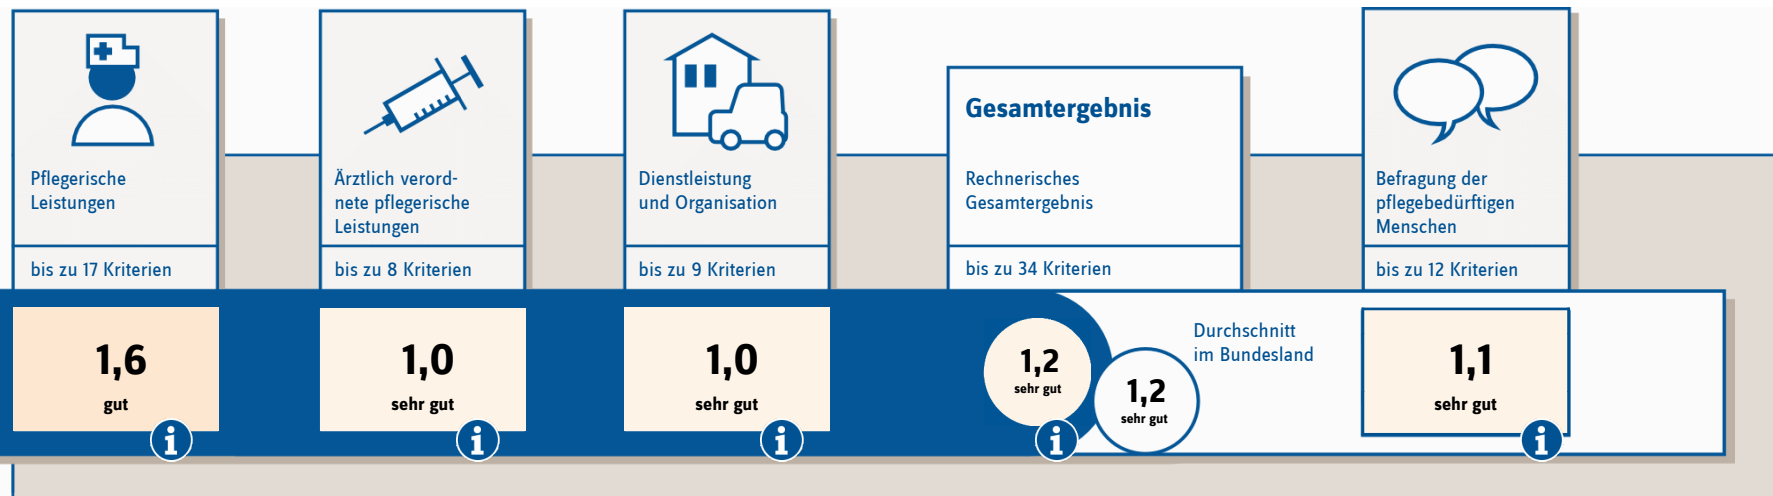 Pflegerische
Leistungen
bis zu 17 Kriterien
1,6
gut
i
Ärztlich verord-
nete pflegerische
Leistungen
bis zu 8 Kriterien
1,0
sehr gut
i
Dienstleistung
und Organisation
bis zu 9 Kriterien
1,0
sehr gut
i
Gesamtergebnis
Rechnerisches
Gesamtergebnis
bis zu 34 Kriterien
1,2
sehr gut
i
1,2
sehr gut
Durchschnitt
im Bundesland
Befragung der
pflegebedürftigen
Menschen
bis zu 12 Kriterien
1,1
sehr gut
i